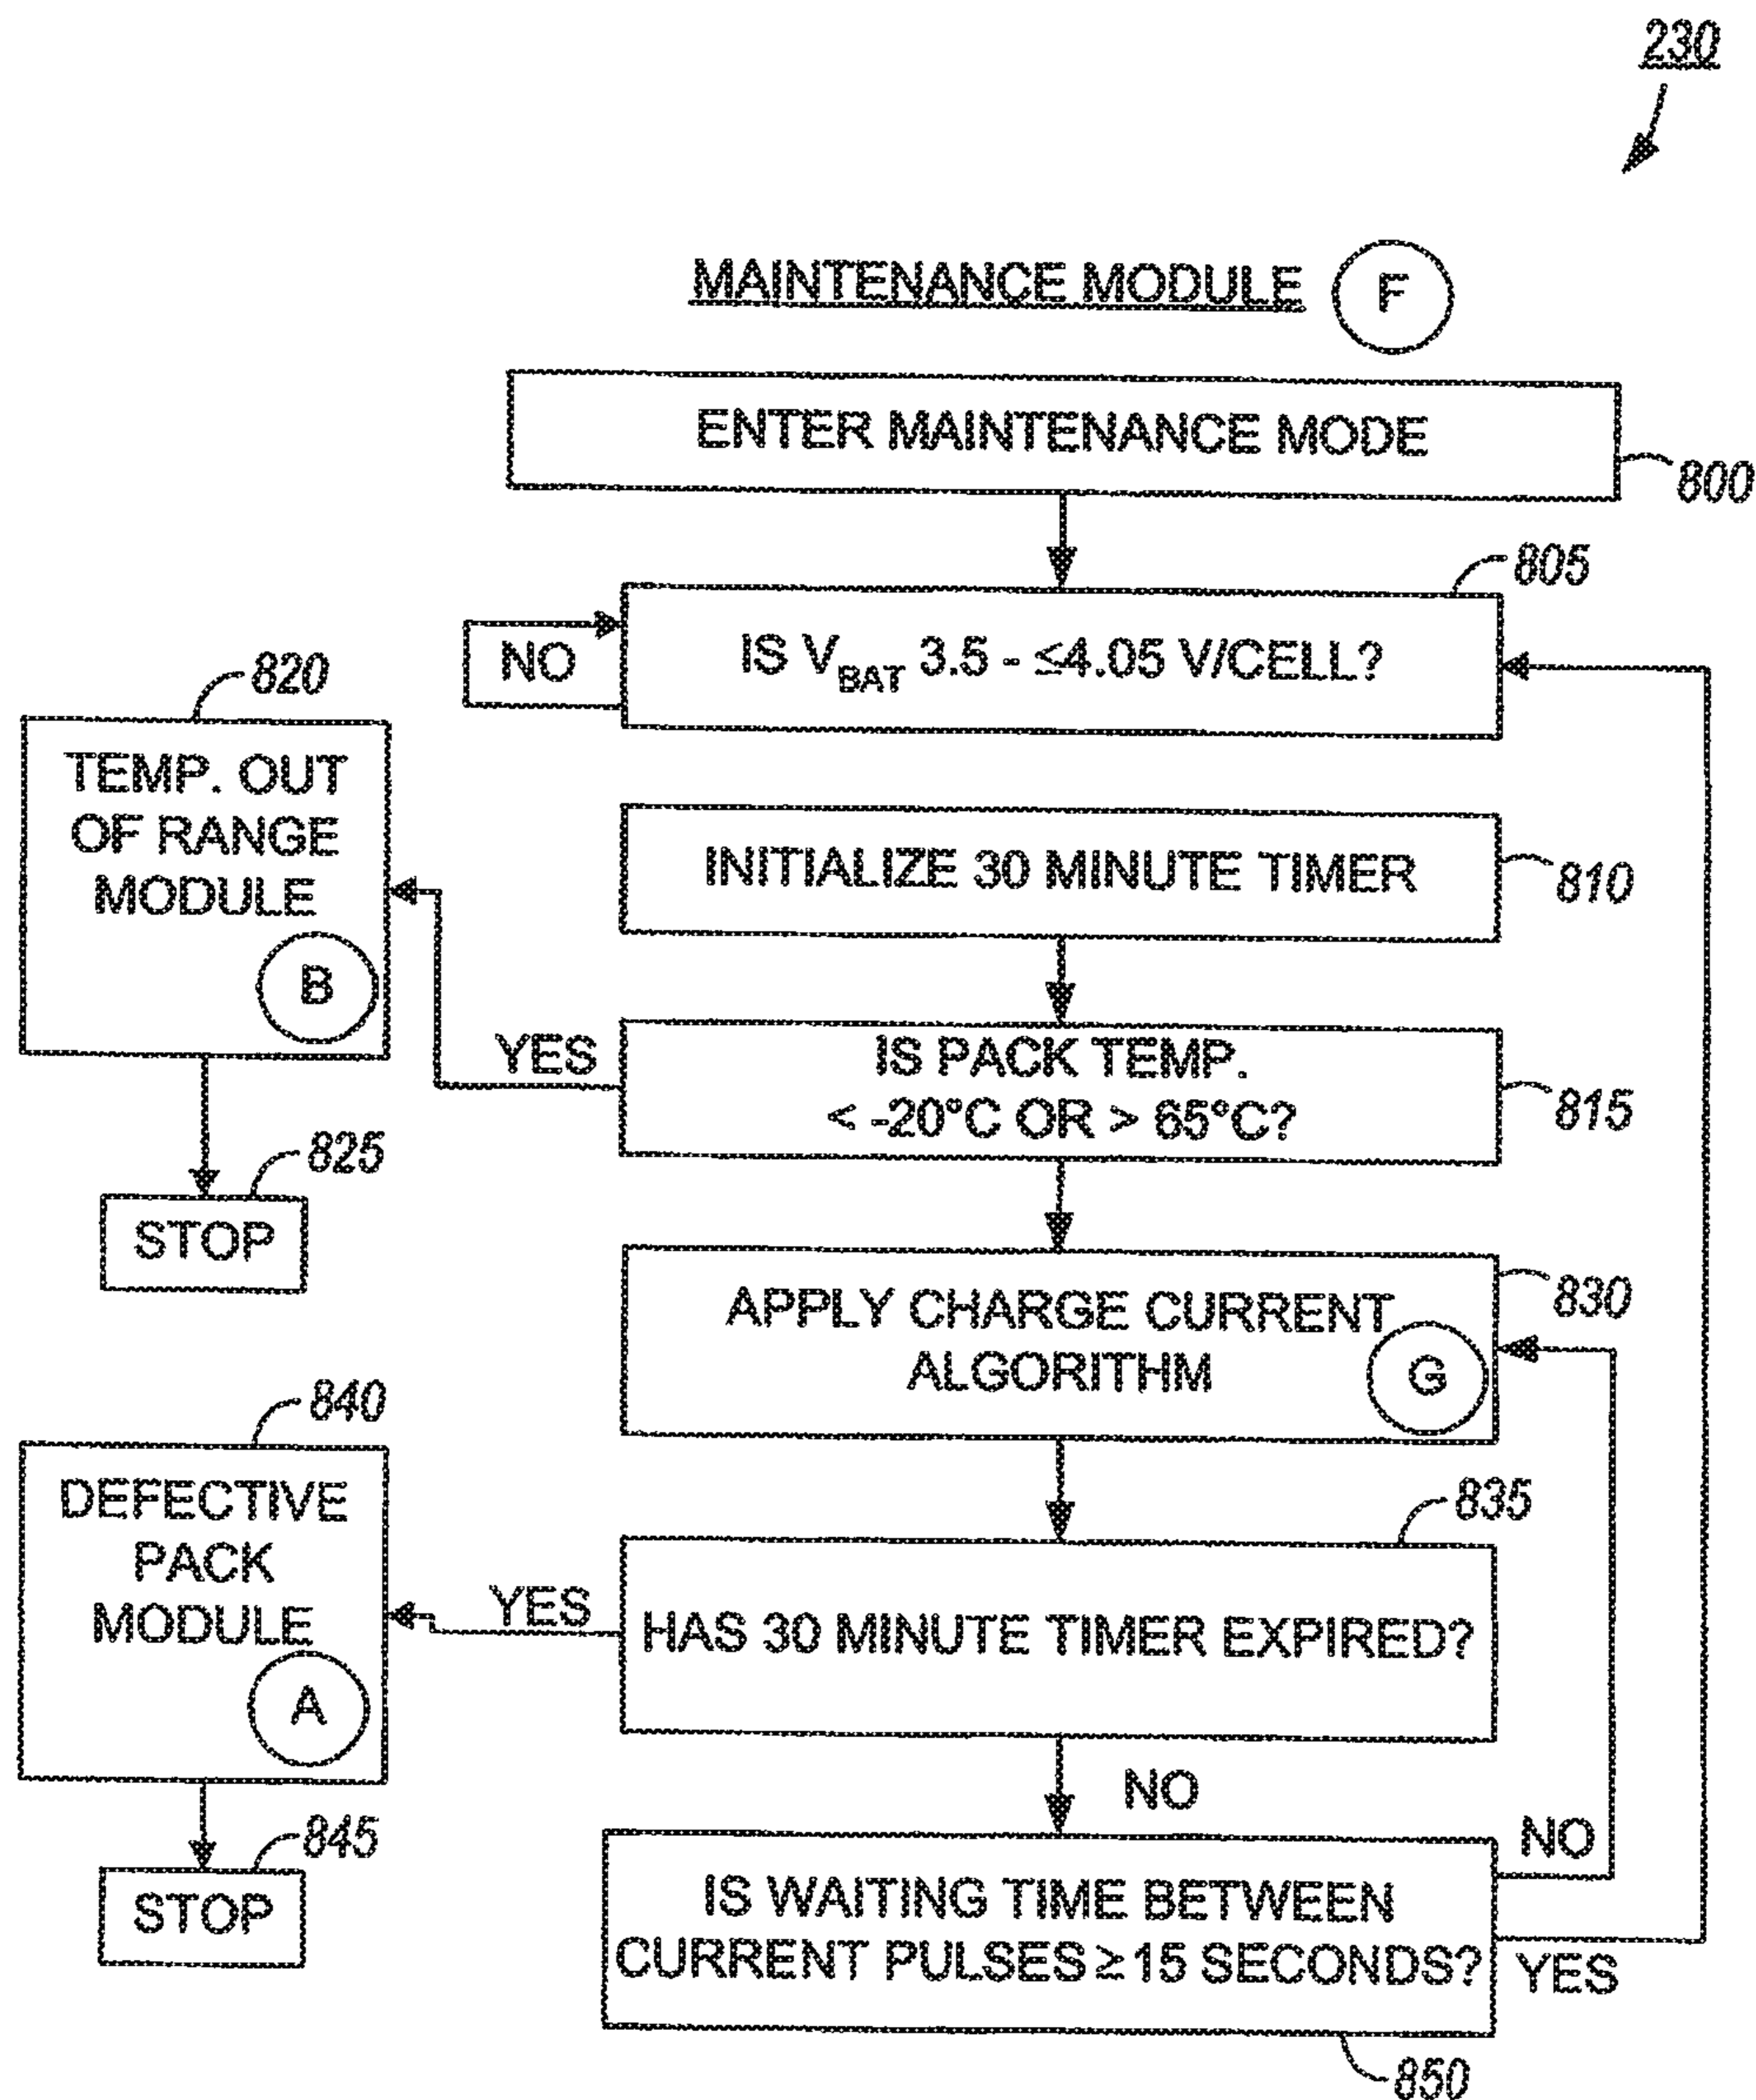 230
MAINTENANCE MODULE F
ENTER MAINTENANCE MODE
800
805
NO
IS VBAT 3.5 - ≤4.05 V/CELL?
820
TEMP. OUT
OF RANGE
MODULE
B
INITIALIZE 30 MINUTE TIMER
810
YES
IS PACK TEMP.
< -20°C OR > 65°C?
815
825
STOP
APPLY CHARGE CURRENT
ALGORITHM
G
830
840
DEFECTIVE
PACK
MODULE
A
835
YES
HAS 30 MINUTE TIMER EXPIRED?
NO
845
STOP
IS WAITING TIME BETWEEN
CURRENT PULSES ≥ 15 SECONDS?
NO
YES
850